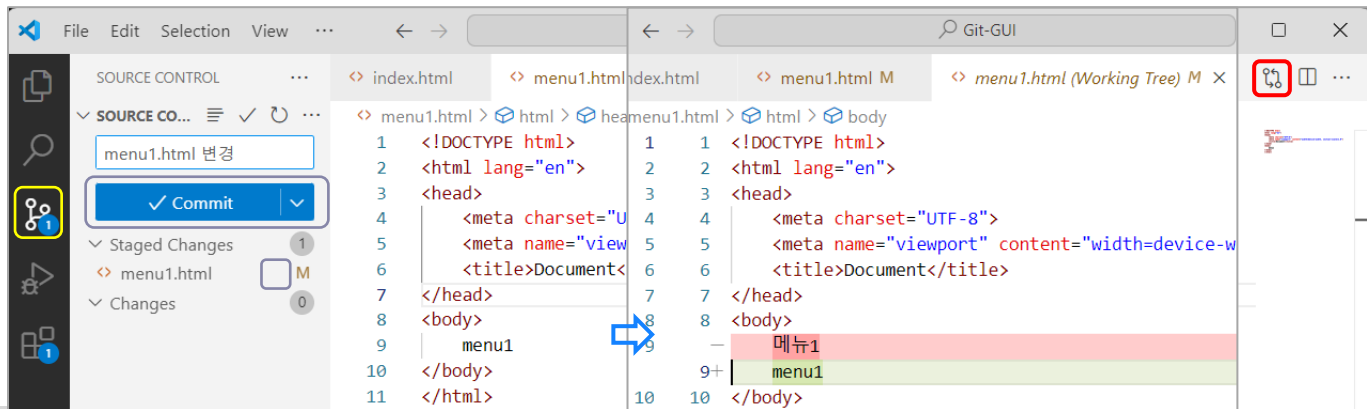 File Edit Selection View ···
Git-GUI
SOURCE CONTROL ···
SOURCE CO... ···
menu1.html 변경
Commit
Staged Changes 1
menu1.html M
Changes 0
1
1
index.html menu1.html
menu1.html > html > hea
1 <!DOCTYPE html>
2 <html lang="en">
3 <head>
4 <meta charset="U
5 <meta name="view
6 <title>Document<
7 </head>
8 <body>
9 menu1
10 </body>
11 </html>
ndex.html menu1.html M menu1.html (Working Tree) M
menu1.html > html > body
1 1 <!DOCTYPE html>
2 2 <html lang="en">
3 3 <head>
4 4 <meta charset="UTF-8">
5 5 <meta name="viewport" content="width=device-w
6 6 <title>Document</title>
7 7 </head>
8 8 <body>
9 — 메뉴1
9+ menu1
10 10 </body>
···